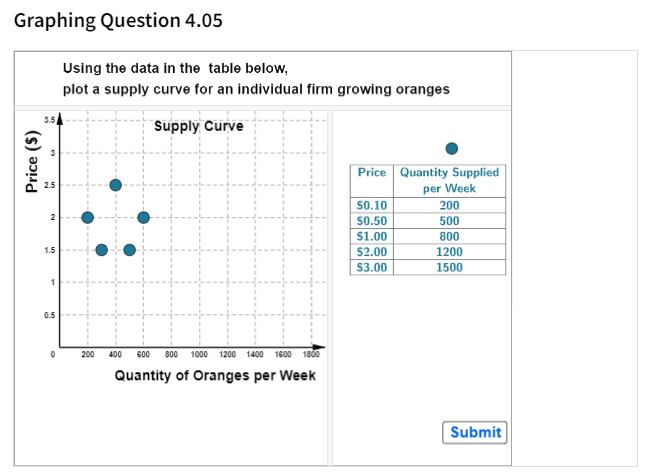 Graphing Question 4.05
Using the data in the table below,
plot a supply curve for an individual firm growing oranges
Supply Curve
Price ($)
3.5
3
2.5
2
1.5
1
0.5
0 200 400 600 800 1000 1200 1400 1600 1800
Quantity of Oranges per Week
Price Quantity Supplied
per Week
$0.10 200
$0.50 500
$1.00 800
$2.00 1200
$3.00 1500
Submit